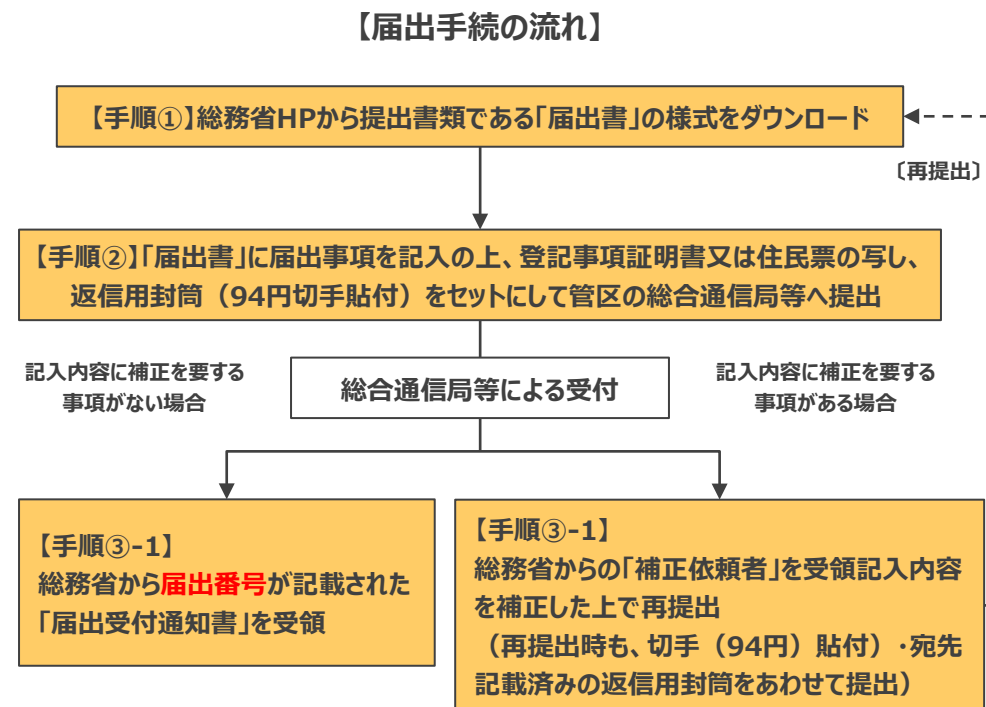 【届出手続の流れ】
【手順①】総務省HPから提出書類である「届出書」の様式をダウンロード
〔再提出〕
【手順②】「届出書」に届出事項を記入の上、登記事項証明書又は住民票の写し、
返信用封筒（94円切手貼付）をセットにして管区の総合通信局等へ提出
記入内容に補正を要する
事項がない場合
総合通信局等による受付
記入内容に補正を要する
事項がある場合
【手順③-1】
総務省から届出番号が記載された
「届出受付通知書」を受領
【手順③-1】
総務省からの「補正依頼者」を受領記入内容
を補正した上で再提出
（再提出時も、切手（94円）貼付）・宛先
記載済みの返信用封筒をあわせて提出）